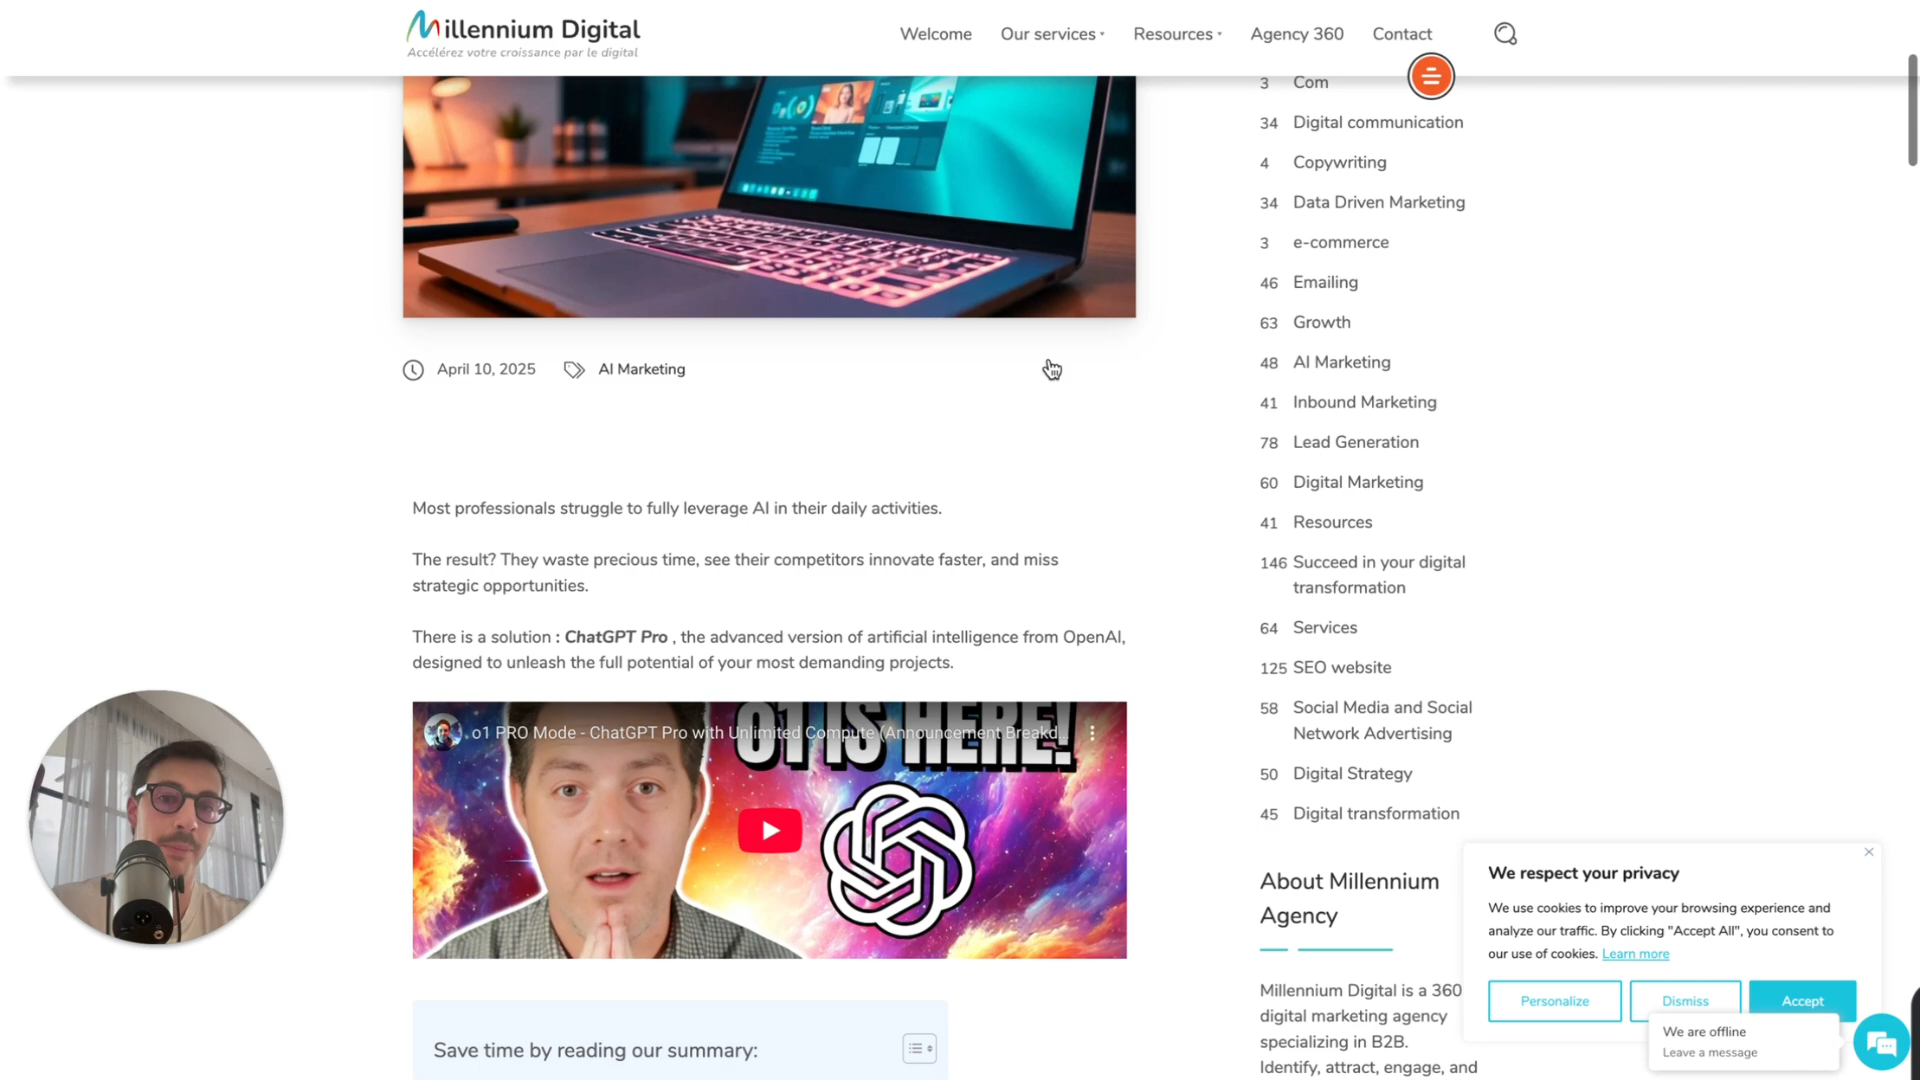 Millennium Digital
Accélérez votre croissance par le digital
Welcome
Our services
Resources
Agency 360
Contact
April 10, 2025
AI Marketing
Most professionals struggle to fully leverage AI in their daily activities.
The result? They waste precious time, see their competitors innovate faster, and miss
strategic opportunities.
There is a solution : ChatGPT Pro , the advanced version of artificial intelligence from OpenAI,
designed to unleash the full potential of your most demanding projects.
o1 PRO Mode - ChatGPT Pro with Unlimited Compute (Announcement Breakd...
O1 IS HERE!
Save time by reading our summary:
3 Com
34 Digital communication
4 Copywriting
34 Data Driven Marketing
3 e-commerce
46 Emailing
63 Growth
48 AI Marketing
41 Inbound Marketing
78 Lead Generation
60 Digital Marketing
41 Resources
146 Succeed in your digital
transformation
64 Services
125 SEO website
58 Social Media and Social
Network Advertising
50 Digital Strategy
45 Digital transformation
About Millennium
Agency
Millennium Digital is a 360
digital marketing agency
specializing in B2B.
Identify, attract, engage, and
We respect your privacy
We use cookies to improve your browsing experience and
analyze our traffic. By clicking "Accept All", you consent to
our use of cookies. Learn more
Personalize
Dismiss
Accept
We are offline
Leave a message